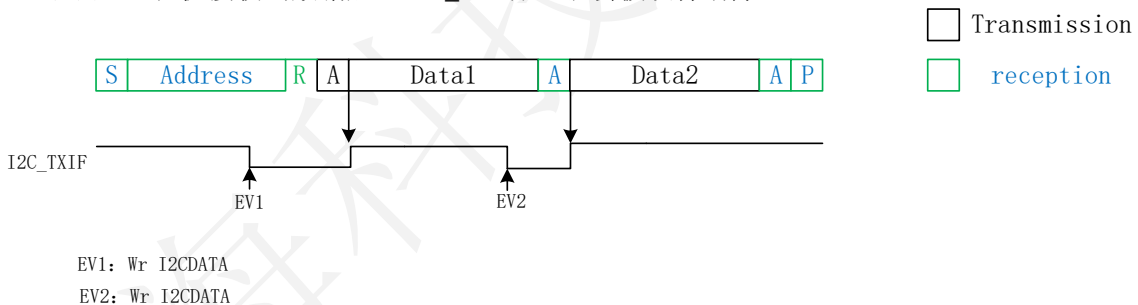 Transmission
S Address R A Data1 A Data2 A P
reception
I2C_TXIF
EV1
EV2
EV1: Wr I2CDATA
EV2: Wr I2CDATA